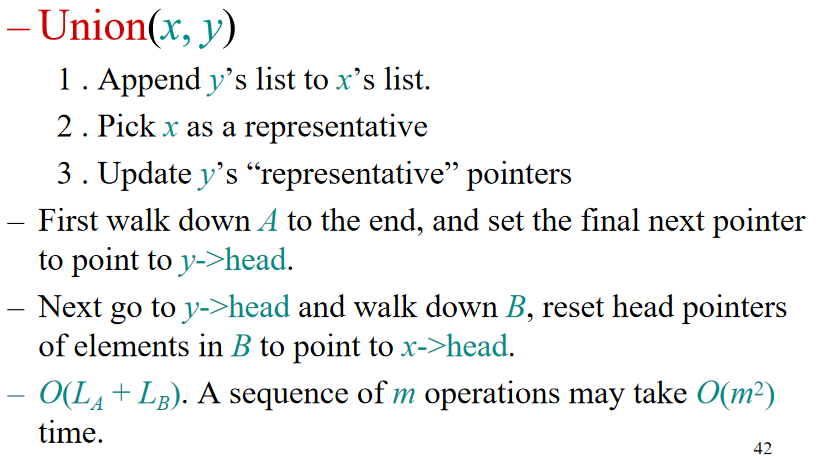 – Union(x, y)
1 . Append y’s list to x’s list.
2 . Pick x as a representative
3 . Update y’s “representative” pointers
– First walk down A to the end, and set the final next pointer
to point to y->head.
– Next go to y->head and walk down B, reset head pointers
of elements in B to point to x->head.
– O(L_A + L_B). A sequence of m operations may take O(m²)
time.
42